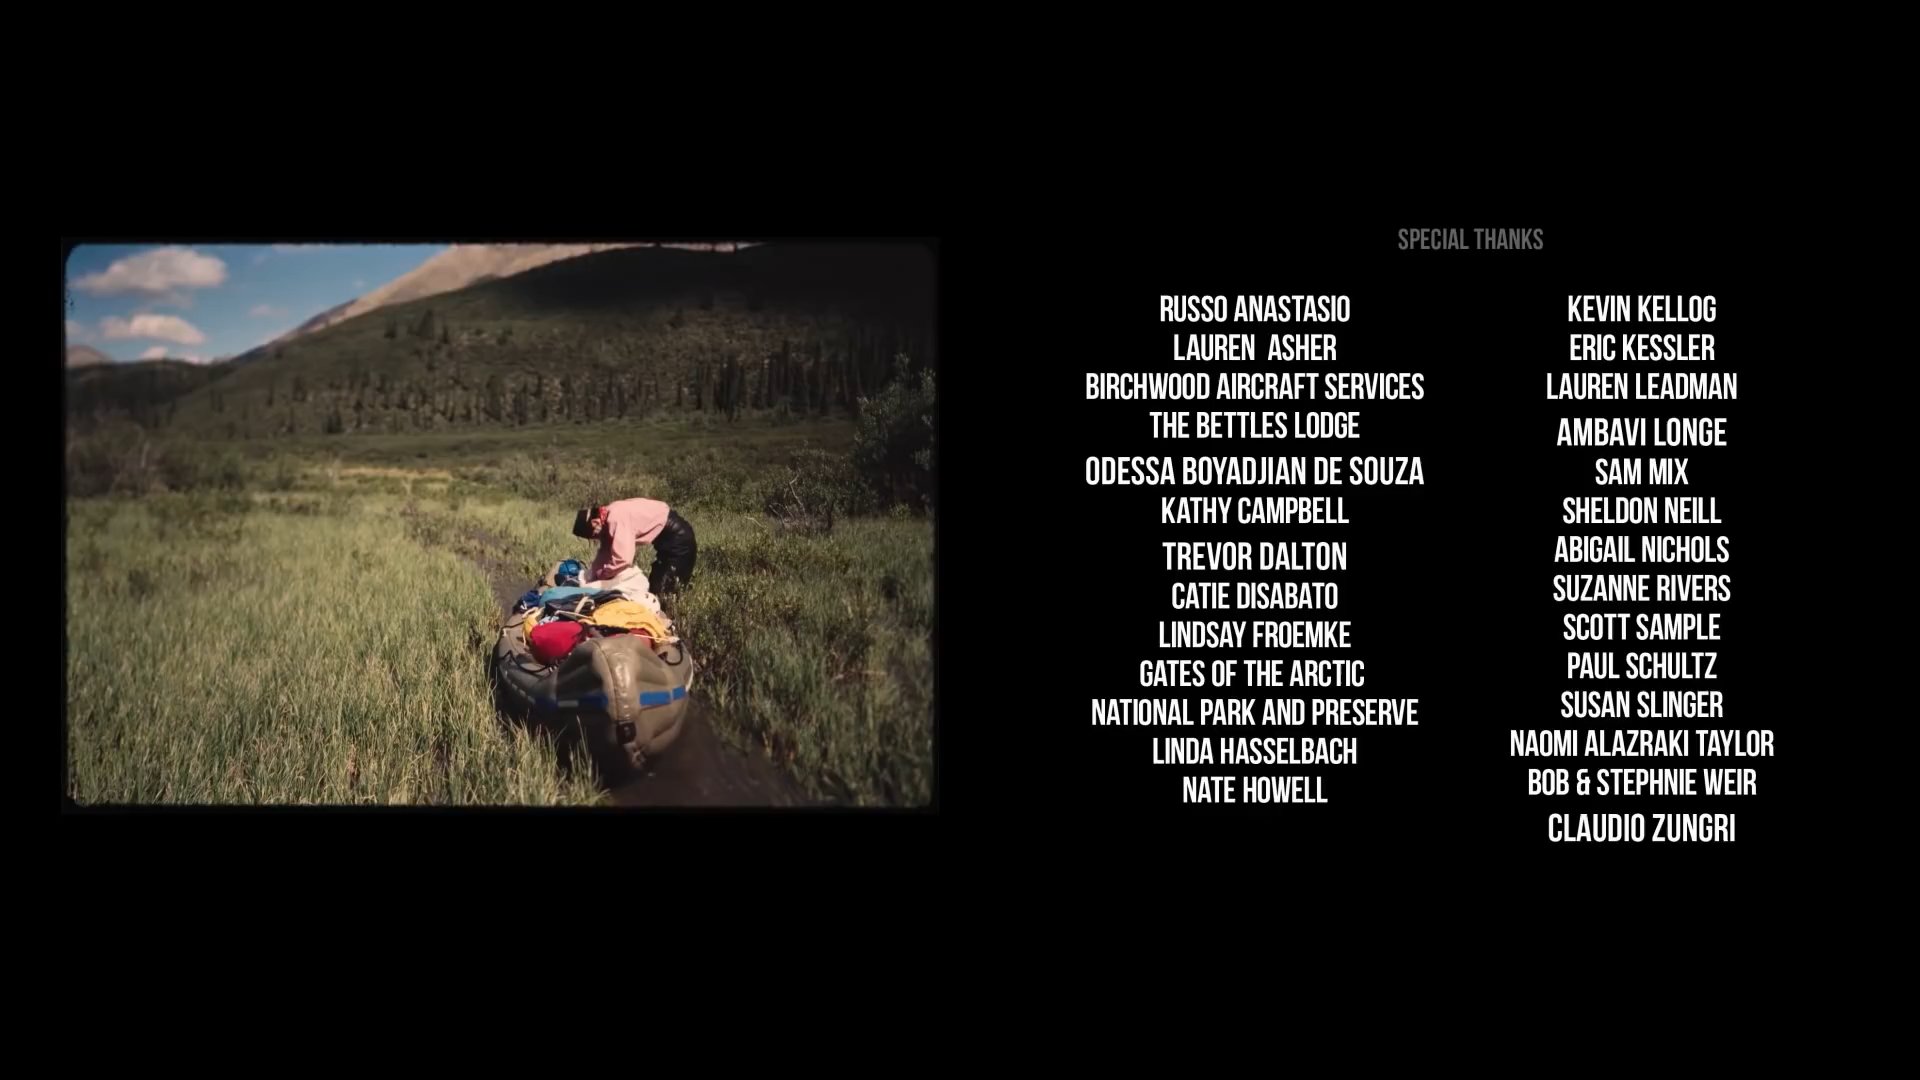 SPECIAL THANKS
RUSSO ANASTASIO
LAUREN  ASHER
BIRCHWOOD AIRCRAFT SERVICES
THE BETTLES LODGE
ODESSA BOYADJIAN DE SOUZA
KATHY CAMPBELL
TREVOR DALTON
CATIE DISABATO
LINDSAY FROEMKE
GATES OF THE ARCTIC
NATIONAL PARK AND PRESERVE
LINDA HASSELBACH
NATE HOWELL
KEVIN KELLOG
ERIC KESSLER
LAUREN LEADMAN
AMBAVI LONGE
SAM MIX
SHELDON NEILL
ABIGAIL NICHOLS
SUZANNE RIVERS
SCOTT SAMPLE
PAUL SCHULTZ
SUSAN SLINGER
NAOMI ALAZRAKI TAYLOR
BOB & STEPHNIE WEIR
CLAUDIO ZUNGRI